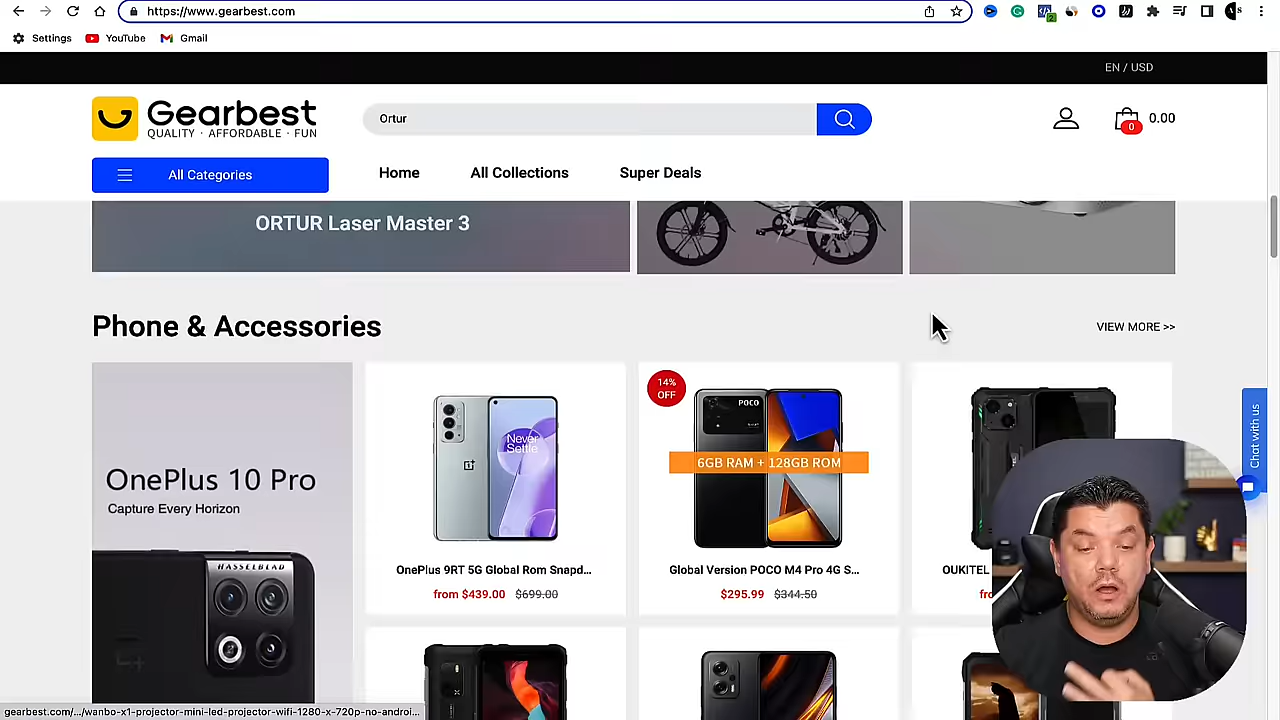 https://www.gearbest.com
Settings
YouTube
Gmail
EN / USD
Gearbest
QUALITY · AFFORDABLE · FUN
Ortur
0
0.00
All Categories
Home
All Collections
Super Deals
ORTUR Laser Master 3
Phone & Accessories
VIEW MORE >>
OnePlus 10 Pro
Capture Every Horizon
HASSELBLAD
Never
Settle
OnePlus 9RT 5G Global Rom Snapd...
from $439.00 $699.00
14%
OFF
POCO
6GB RAM + 128GB ROM
Global Version POCO M4 Pro 4G S...
$295.99 $344.50
OUKITEL
Chat with us
gearbest.com/.../wanbo-x1-projector-mini-led-projector-wifi-1280-x-720p-no-androi...